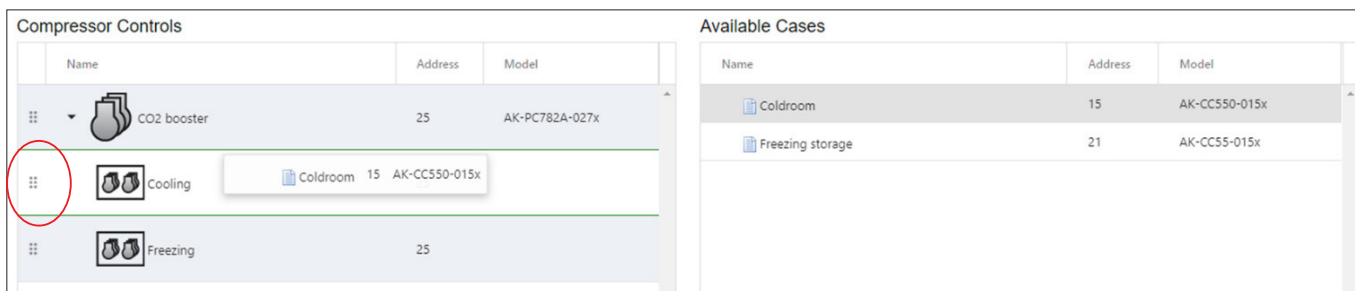 Compressor Controls
Name Address Model
CO2 booster 25 AK-PC782A-027x
Cooling
Coldroom 15 AK-CC550-015x
Freezing 25
Available Cases
Name Address Model
Coldroom 15 AK-CC550-015x
Freezing storage 21 AK-CC55-015x